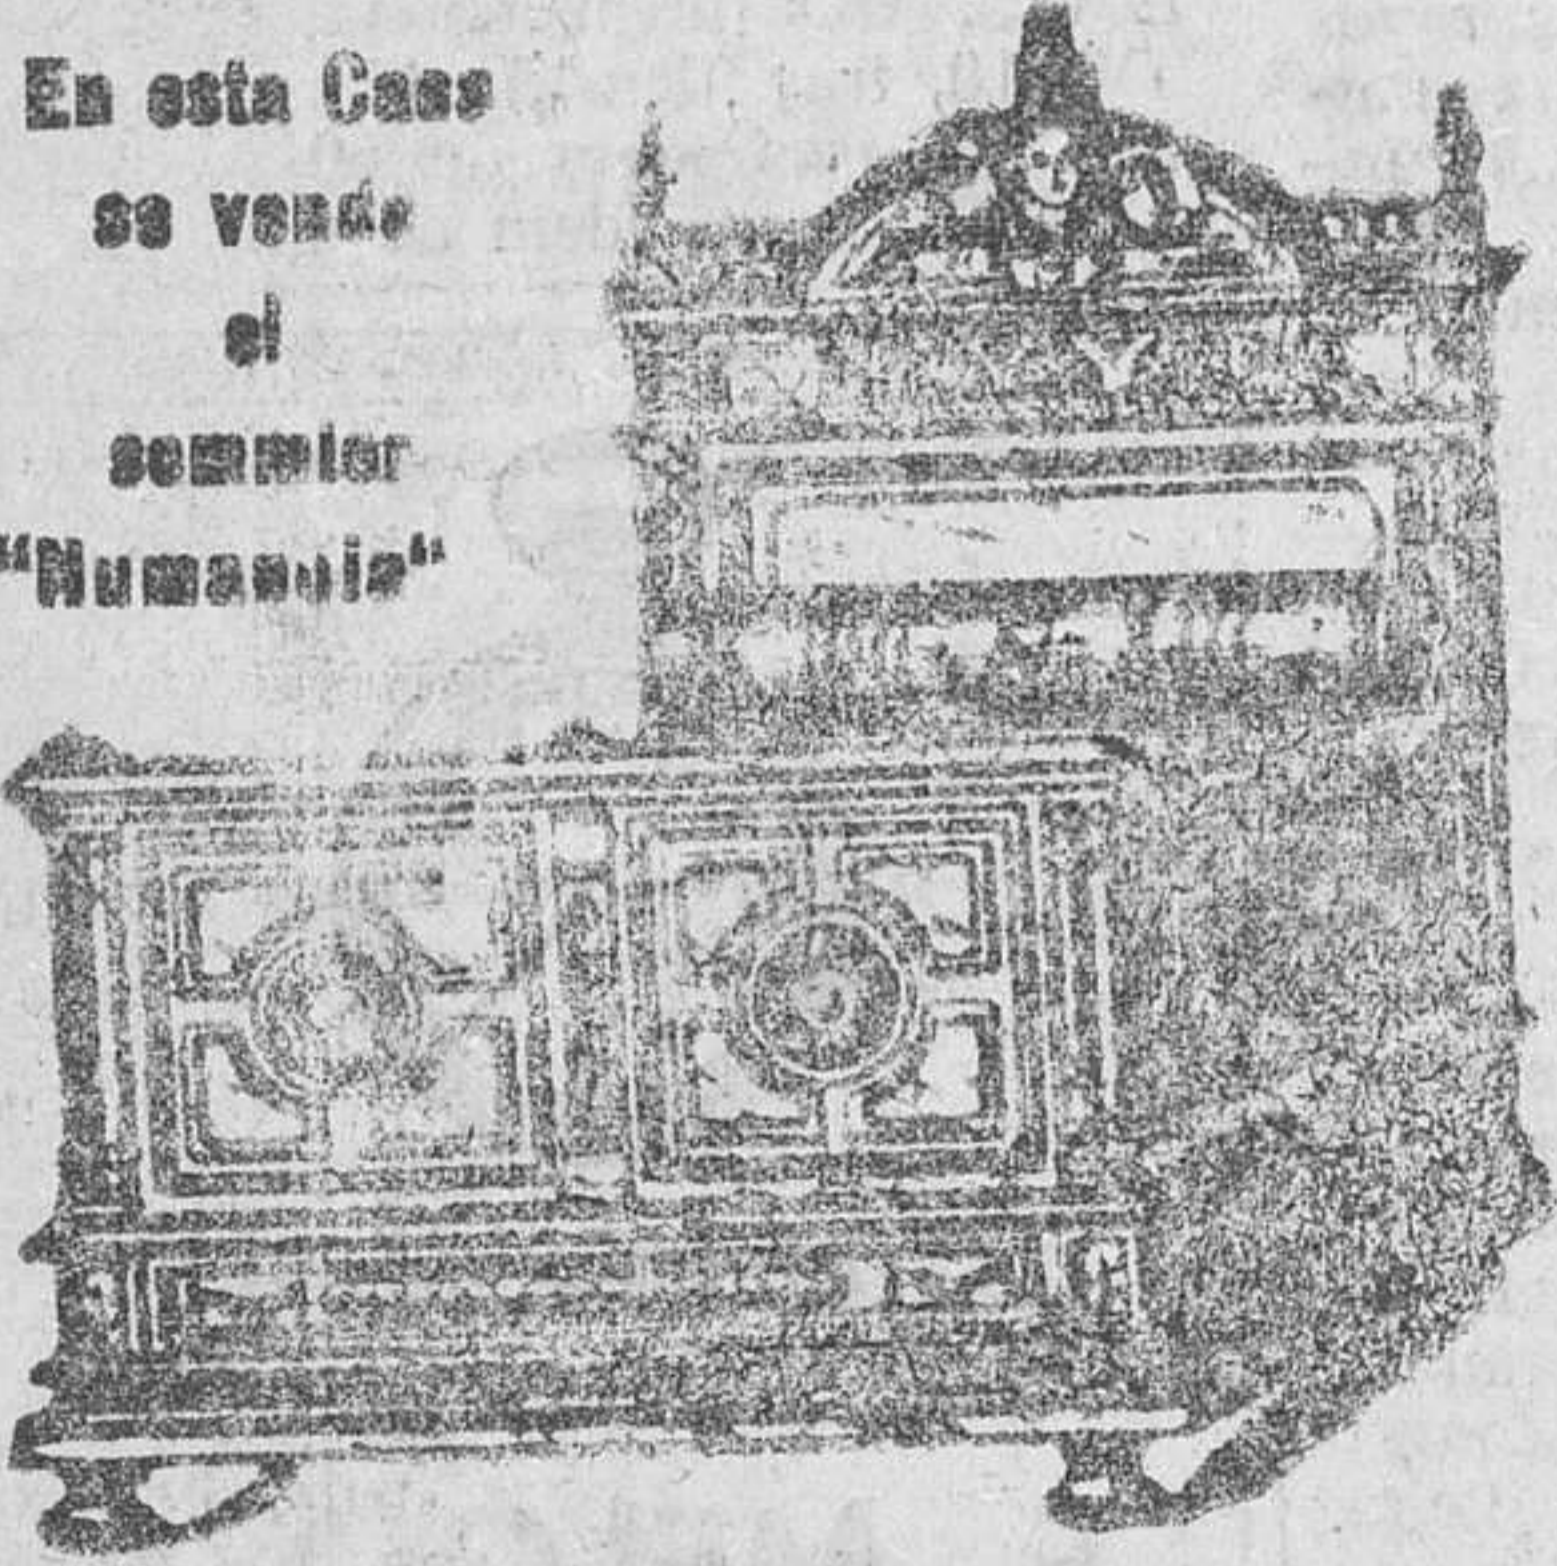 En esta Casa
se vende
el
sommier
"Numancia"